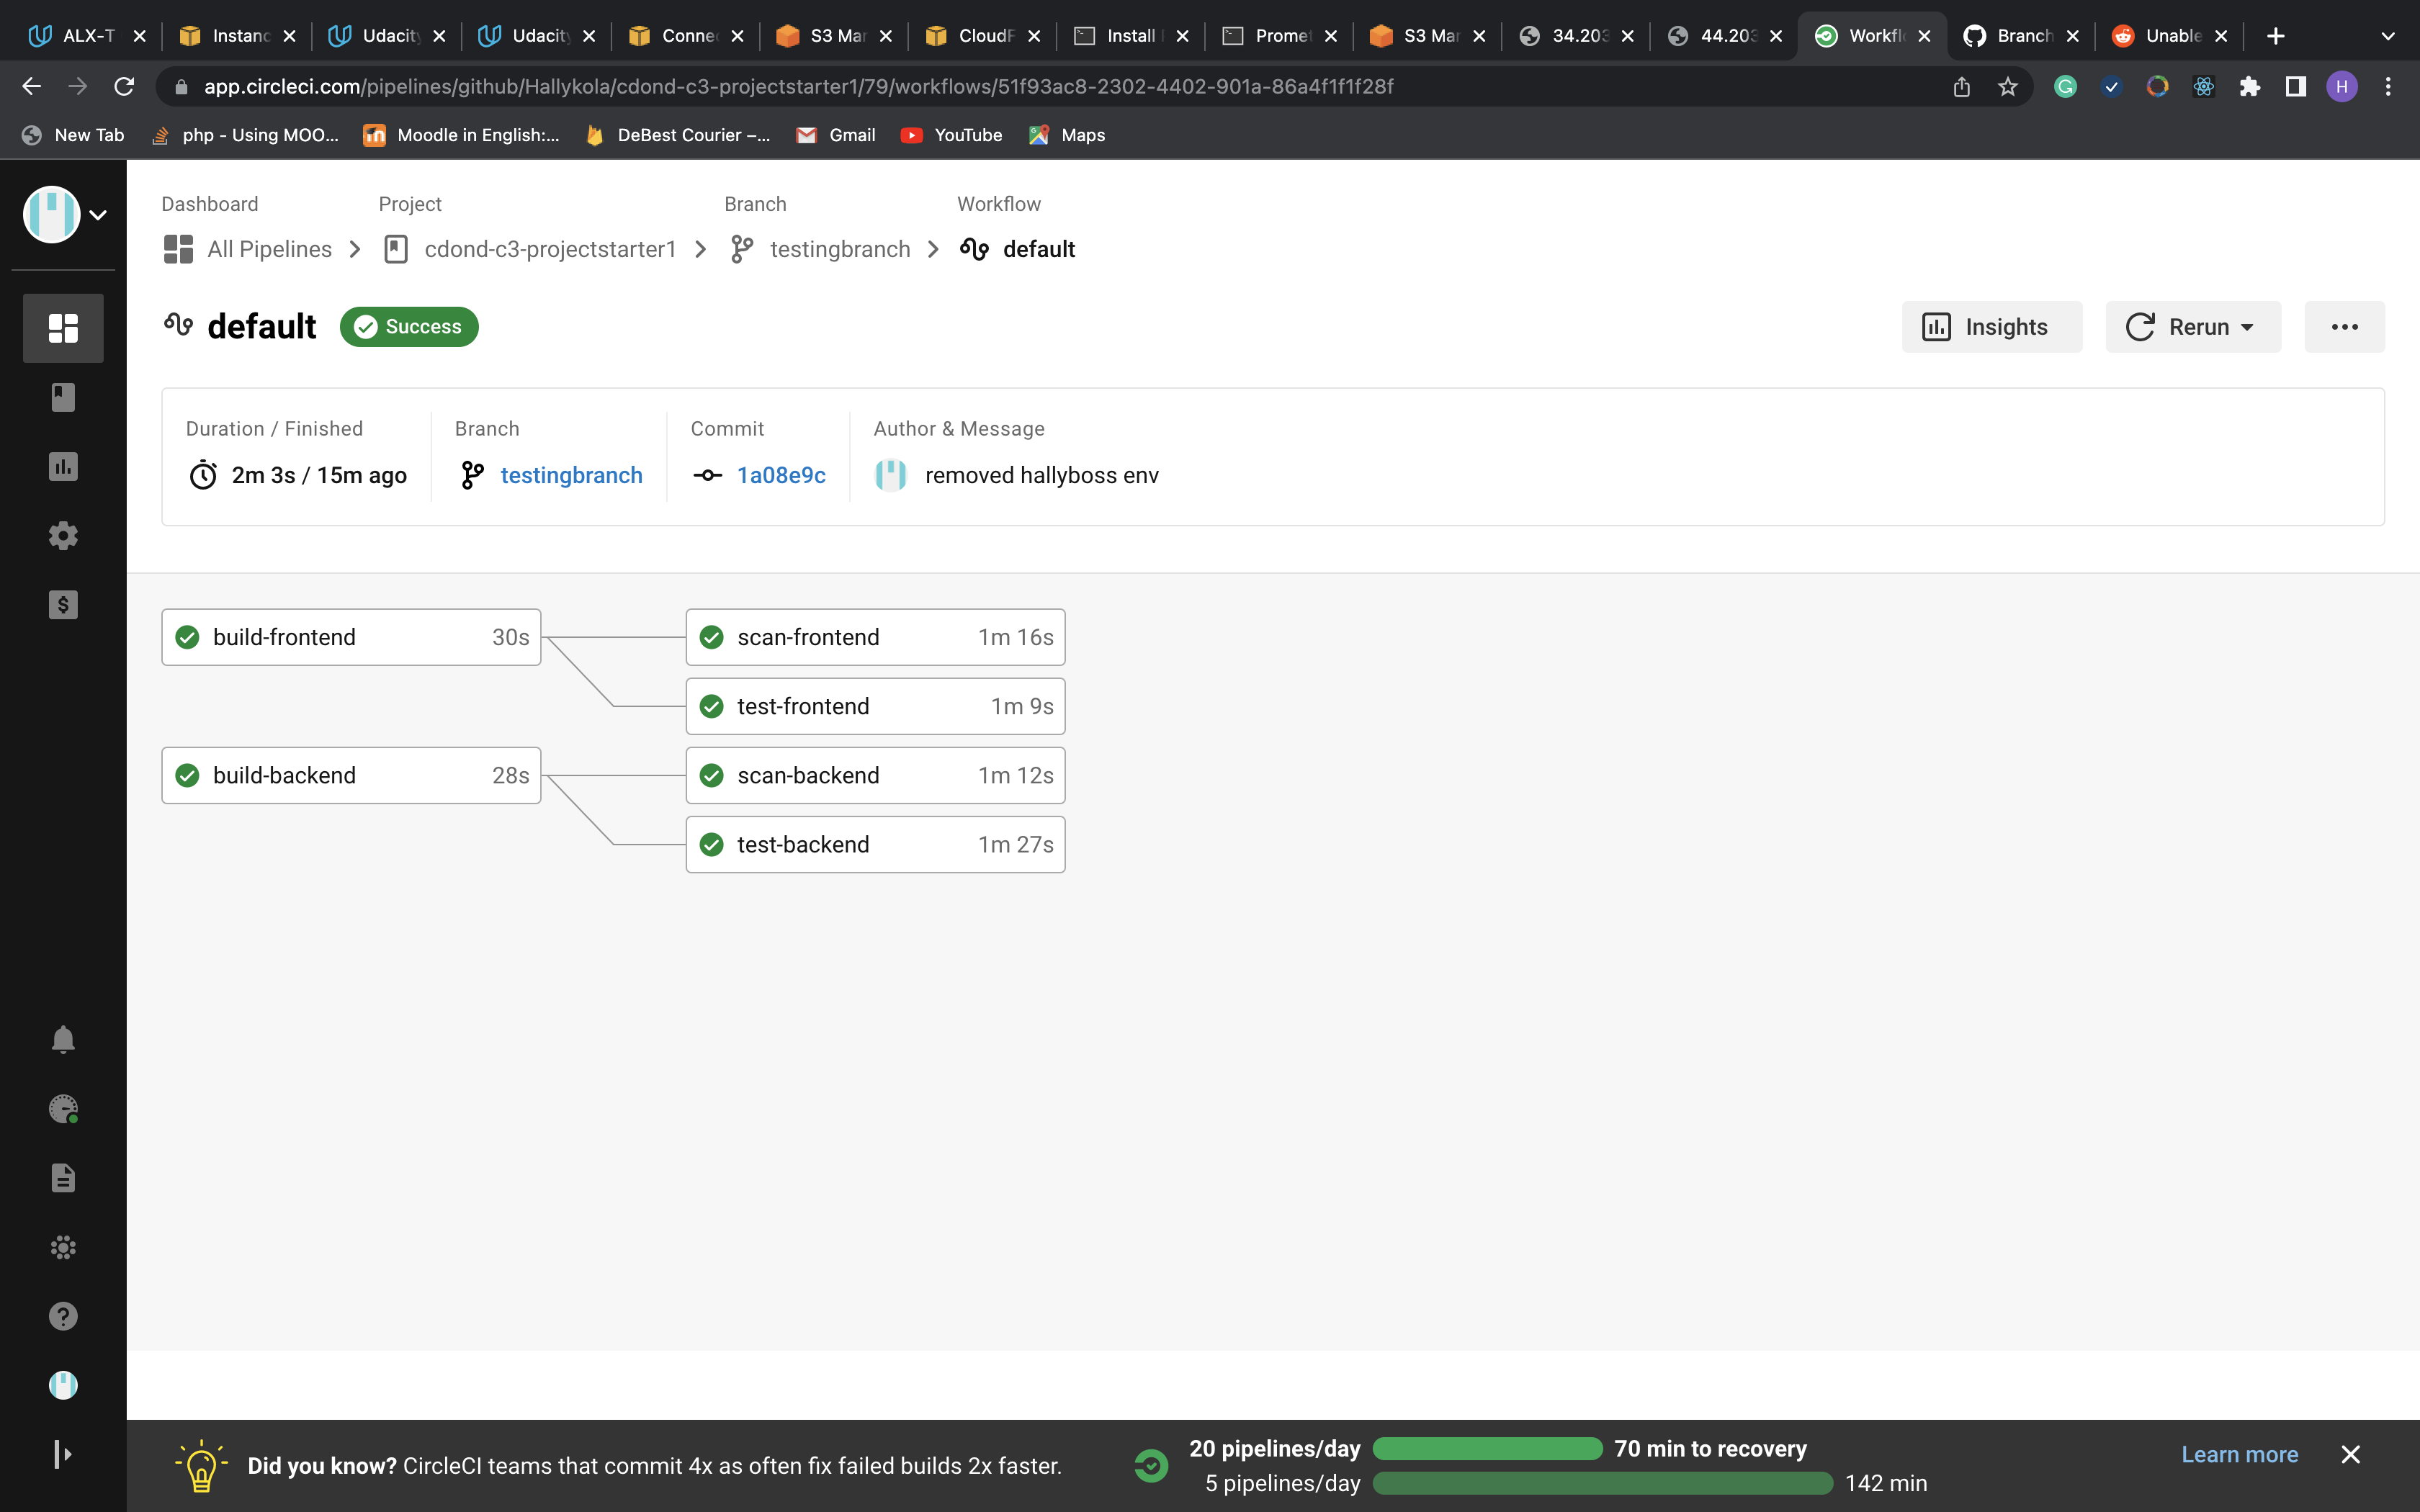 ALX-T Instanc Udacity Udacity Connec S3 Mar CloudF Install Promet S3 Mar 34.203 44.203 Workfl Branch Unable
app.circleci.com/pipelines/github/Hallykola/cdond-c3-projectstarter1/79/workflows/51f93ac8-2302-4402-901a-86a4f1f1f28f H
New Tab php - Using MOO... Moodle in English:... DeBest Courier –... Gmail YouTube Maps
Dashboard Project Branch Workflow
All Pipelines cdond-c3-projectstarter1 testingbranch default
default Success Insights Rerun
Duration / Finished Branch Commit Author & Message
2m 3s / 15m ago testingbranch 1a08e9c removed hallyboss env
build-frontend 30s scan-frontend 1m 16s
test-frontend 1m 9s
build-backend 28s scan-backend 1m 12s
test-backend 1m 27s
Did you know? CircleCI teams that commit 4x as often fix failed builds 2x faster.
20 pipelines/day 70 min to recovery
5 pipelines/day 142 min
Learn more